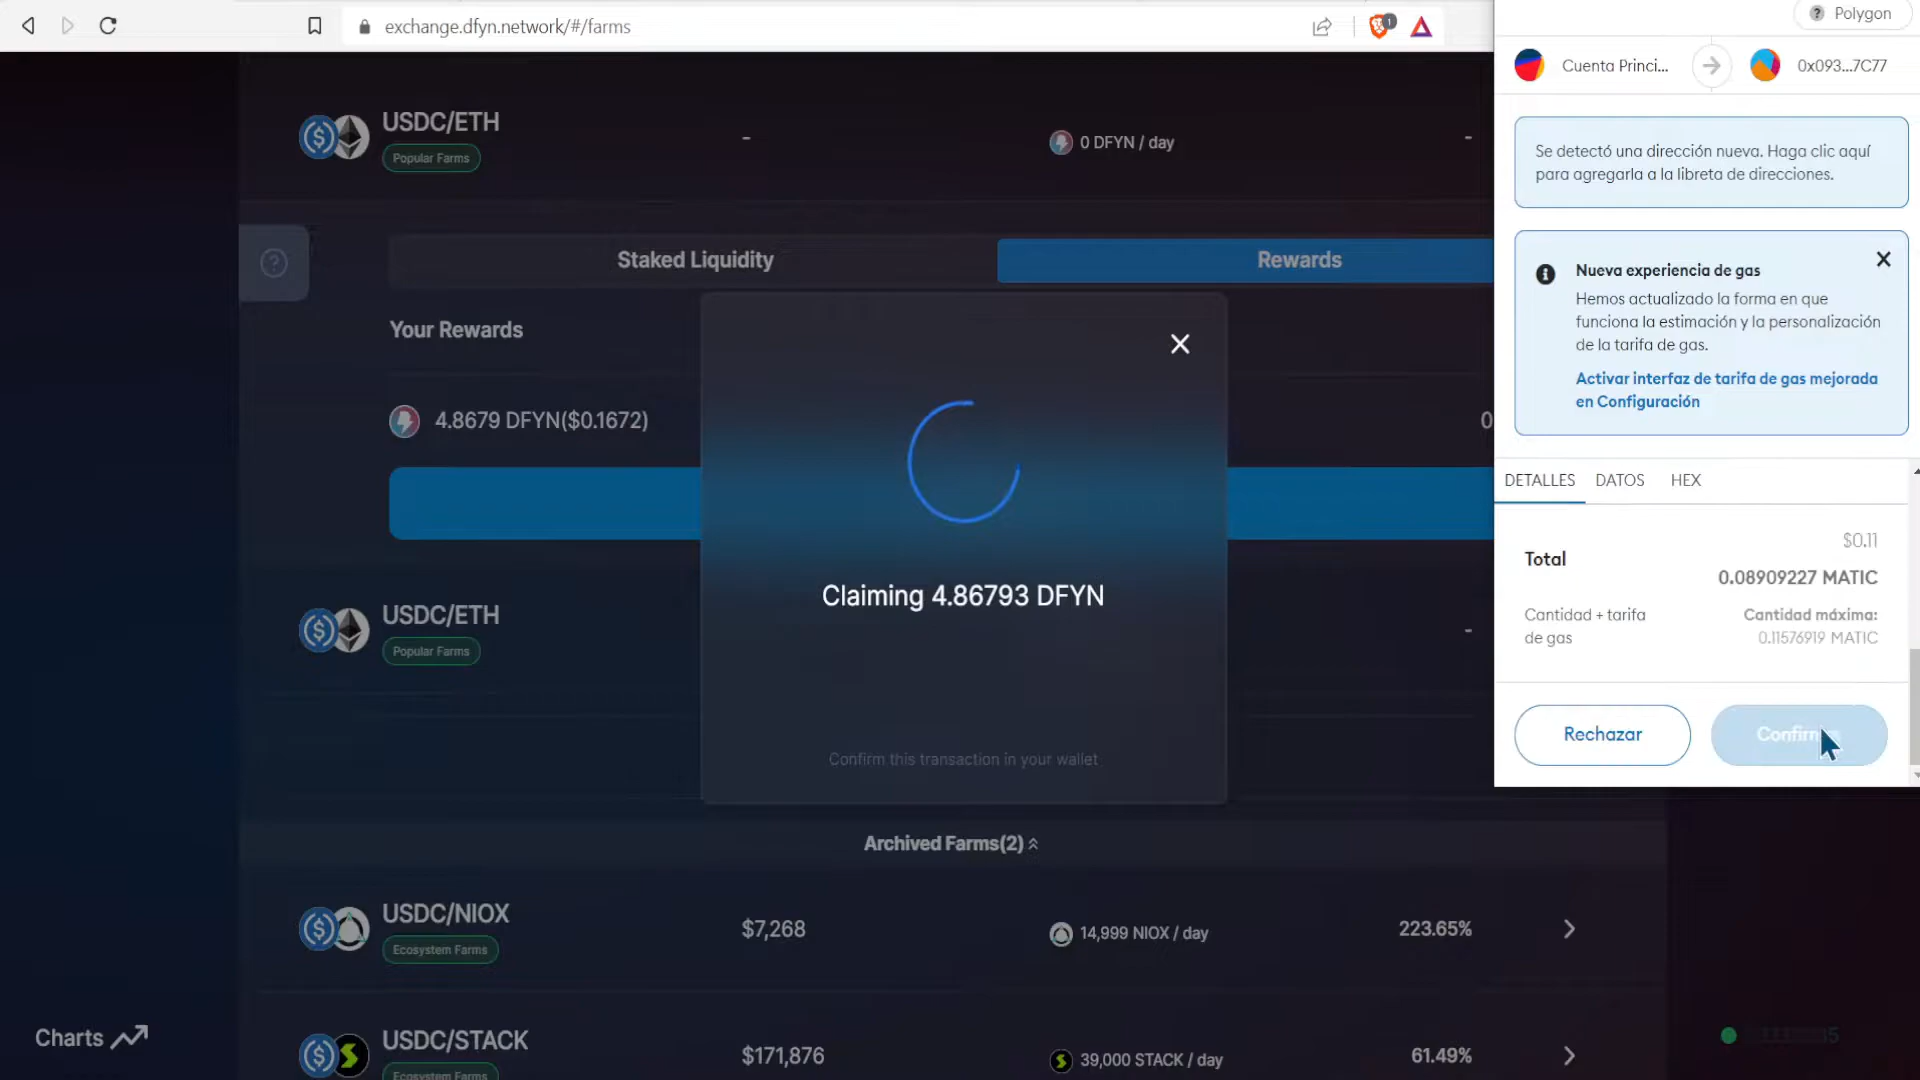 exchange.dfyn.network/#/farms
1
Polygon
Cuenta Princi...
0x093...7C77
USDC/ETH
Popular Farms
-
0 DFYN / day
-
Se detectó una dirección nueva. Haga clic aquí
para agregarla a la libreta de direcciones.
Staked Liquidity
Rewards
Nueva experiencia de gas
Hemos actualizado la forma en que
funciona la estimación y la personalización
de la tarifa de gas.
Activar interfaz de tarifa de gas mejorada
en Configuración
Your Rewards
4.8679 DFYN($0.1672)
0
DETALLES
DATOS
HEX
Total
$0.11
0.08909227 MATIC
Cantidad + tarifa
de gas
Cantidad máxima:
0.11576919 MATIC
Claiming 4.86793 DFYN
USDC/ETH
Popular Farms
-
Rechazar
Confirm
Confirm this transaction in your wallet
Archived Farms(2)
USDC/NIOX
Ecosystem Farms
$7,268
14,999 NIOX / day
223.65%
Charts
USDC/STACK
Ecosystem Farms
$171,876
39,000 STACK / day
61.49%